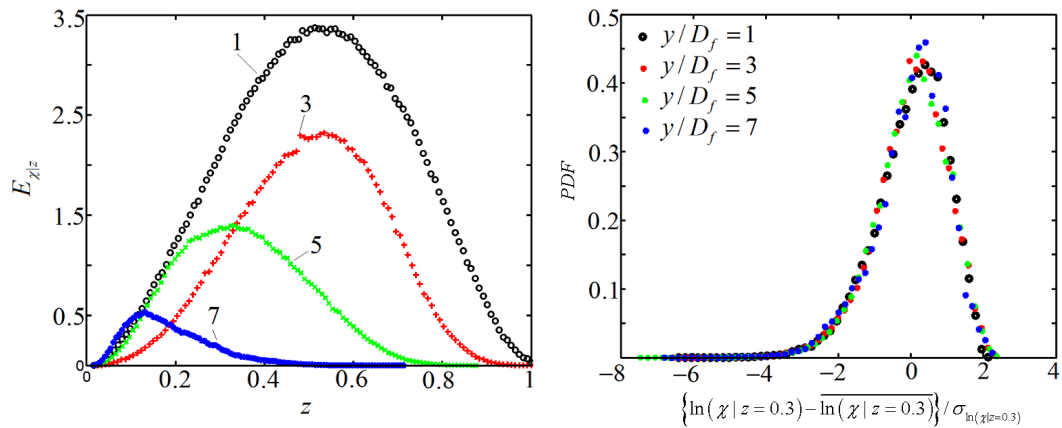 3.5
2.5
1.5
0.5
0
E_{χ|z}
1
3
5
7
0 0.2 0.4 0.6 0.8 1
z
0.5
0.4
0.3
0.2
0.1
PDF
y/D_f = 1
y/D_f = 3
y/D_f = 5
y/D_f = 7
−8 −6 −4 −2 0 2 4
{ln(χ|z=0.3)−\overline{ln(χ|z=0.3)}}/σ_{ln(χ|z=0.3)}